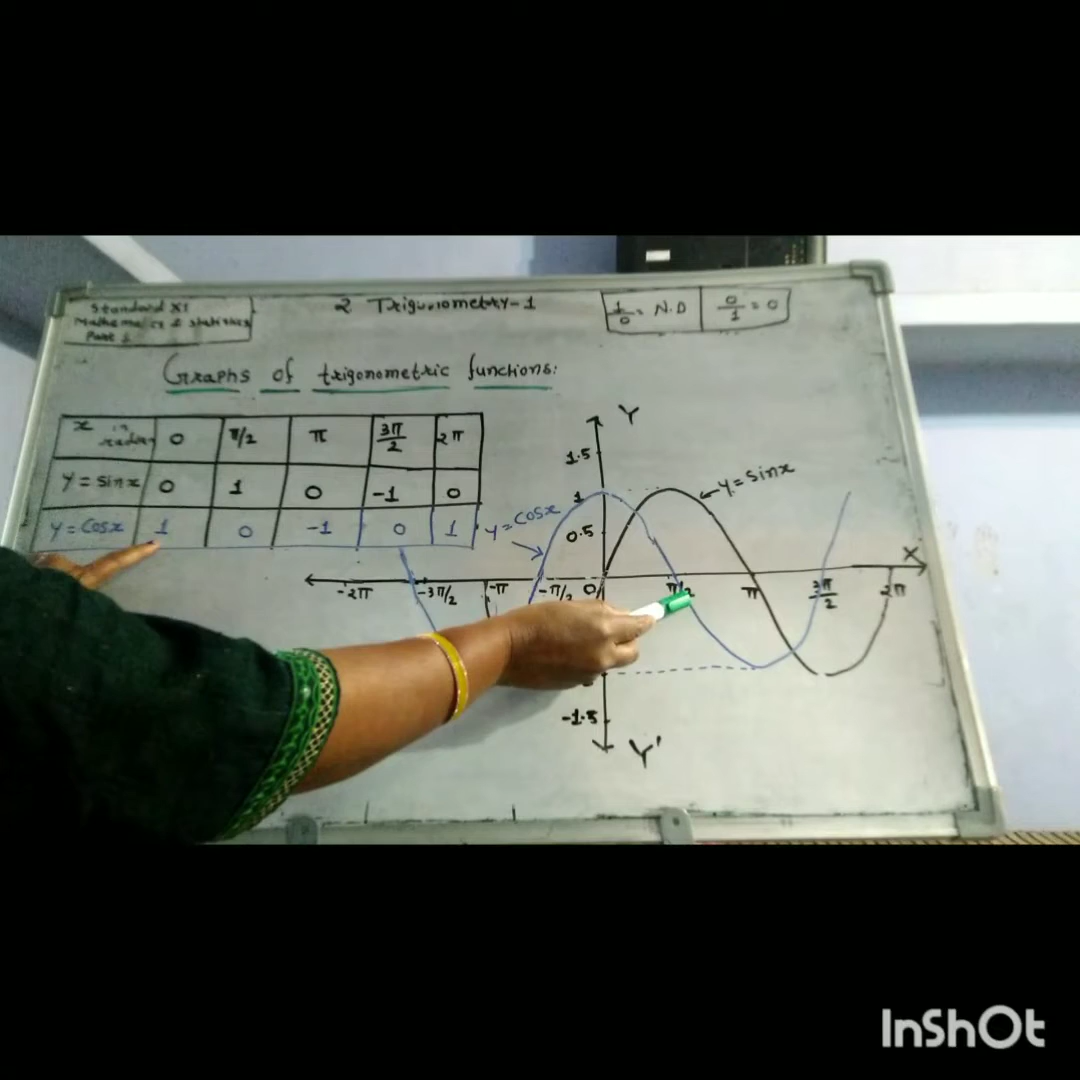 Standard XI
Mathematics & statistics
Part 1
2 Trigonometry-1
1/0 = N.D
0/1 = 0
Graphs of trigonometric functions:
x in radian 0 π/2 π 3π/2 2π
y = sinx 0 1 0 -1 0
y = cosx 1 0 -1 0 1
Y
1.5
1
0.5
y = cosx
y = sinx
X
-2π -3π/2 -π -π/2 0 π/2 π 3π/2 2π
-1.5
Y'
InShOt